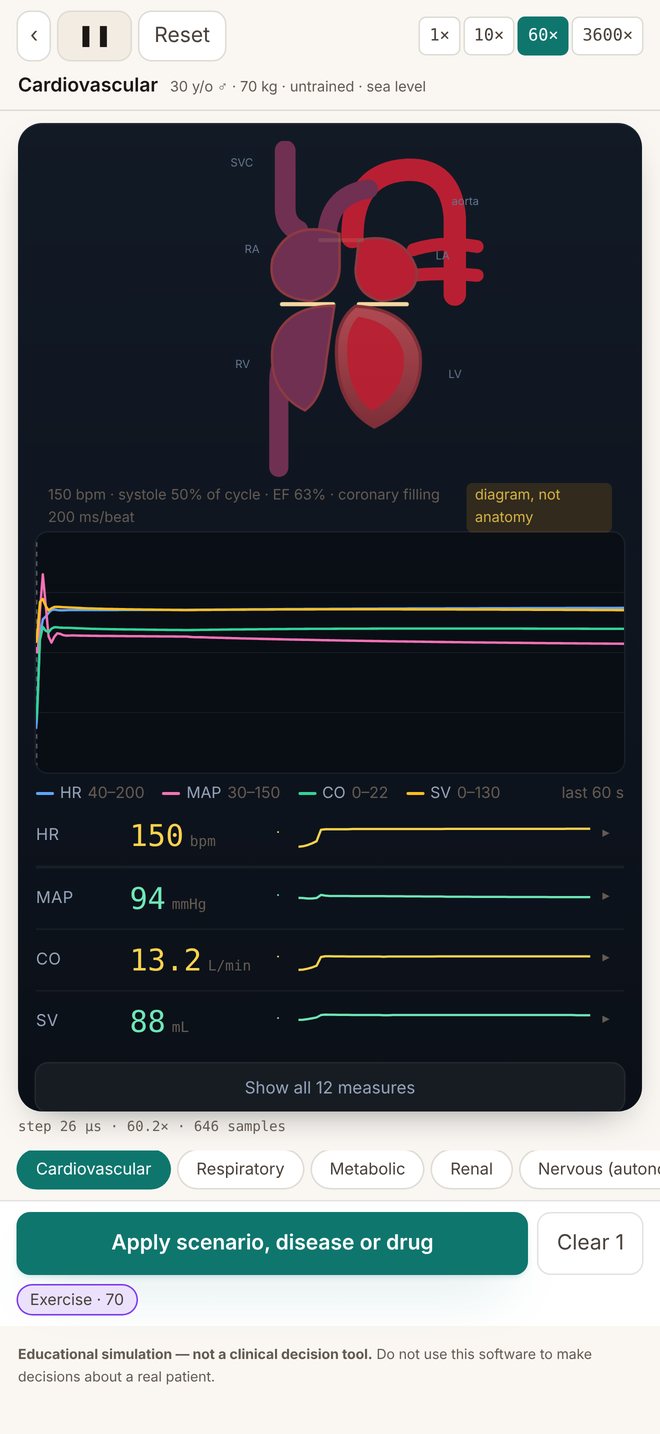 ‹ ❚❚ Reset 1× 10× 60× 3600×
Cardiovascular 30 y/o ♂ · 70 kg · untrained · sea level
SVC
aorta
RA
LA
RV
LV
150 bpm · systole 50% of cycle · EF 63% · coronary filling
200 ms/beat
diagram, not
anatomy
HR 40–200 MAP 30–150 CO 0–22 SV 0–130 last 60 s
HR 150 bpm
MAP 94 mmHg
CO 13.2 L/min
SV 88 mL
Show all 12 measures
step 26 µs · 60.2× · 646 samples
Cardiovascular Respiratory Metabolic Renal Nervous (autono
Apply scenario, disease or drug Clear 1
Exercise · 70
Educational simulation — not a clinical decision tool. Do not use this software to make
decisions about a real patient.